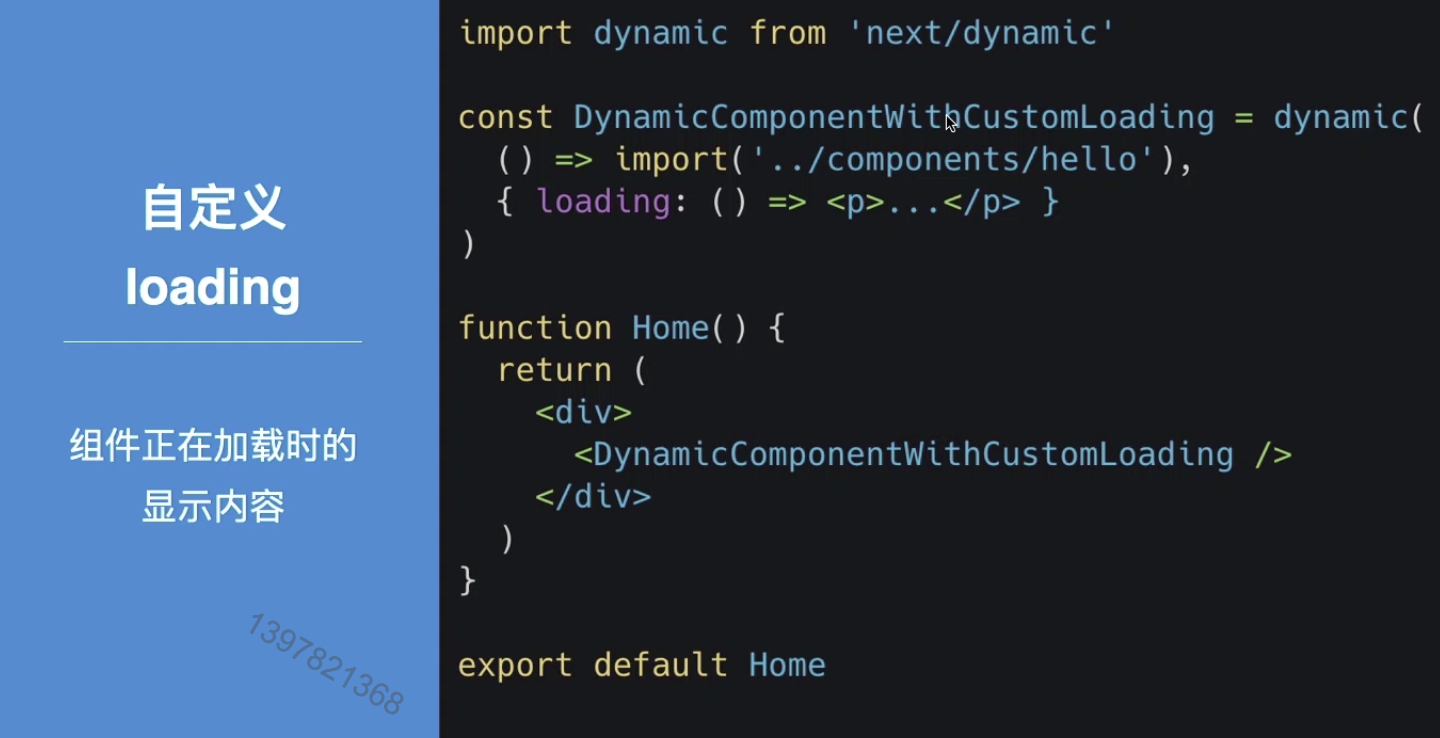 自定义
loading
组件正在加载时的
显示内容
1397821368
import dynamic from 'next/dynamic'
const DynamicComponentWithCustomLoading = dynamic(
() => import('../components/hello'),
{ loading: () => <p>...</p> }
)
function Home() {
return (
<div>
<DynamicComponentWithCustomLoading />
</div>
)
}
export default Home